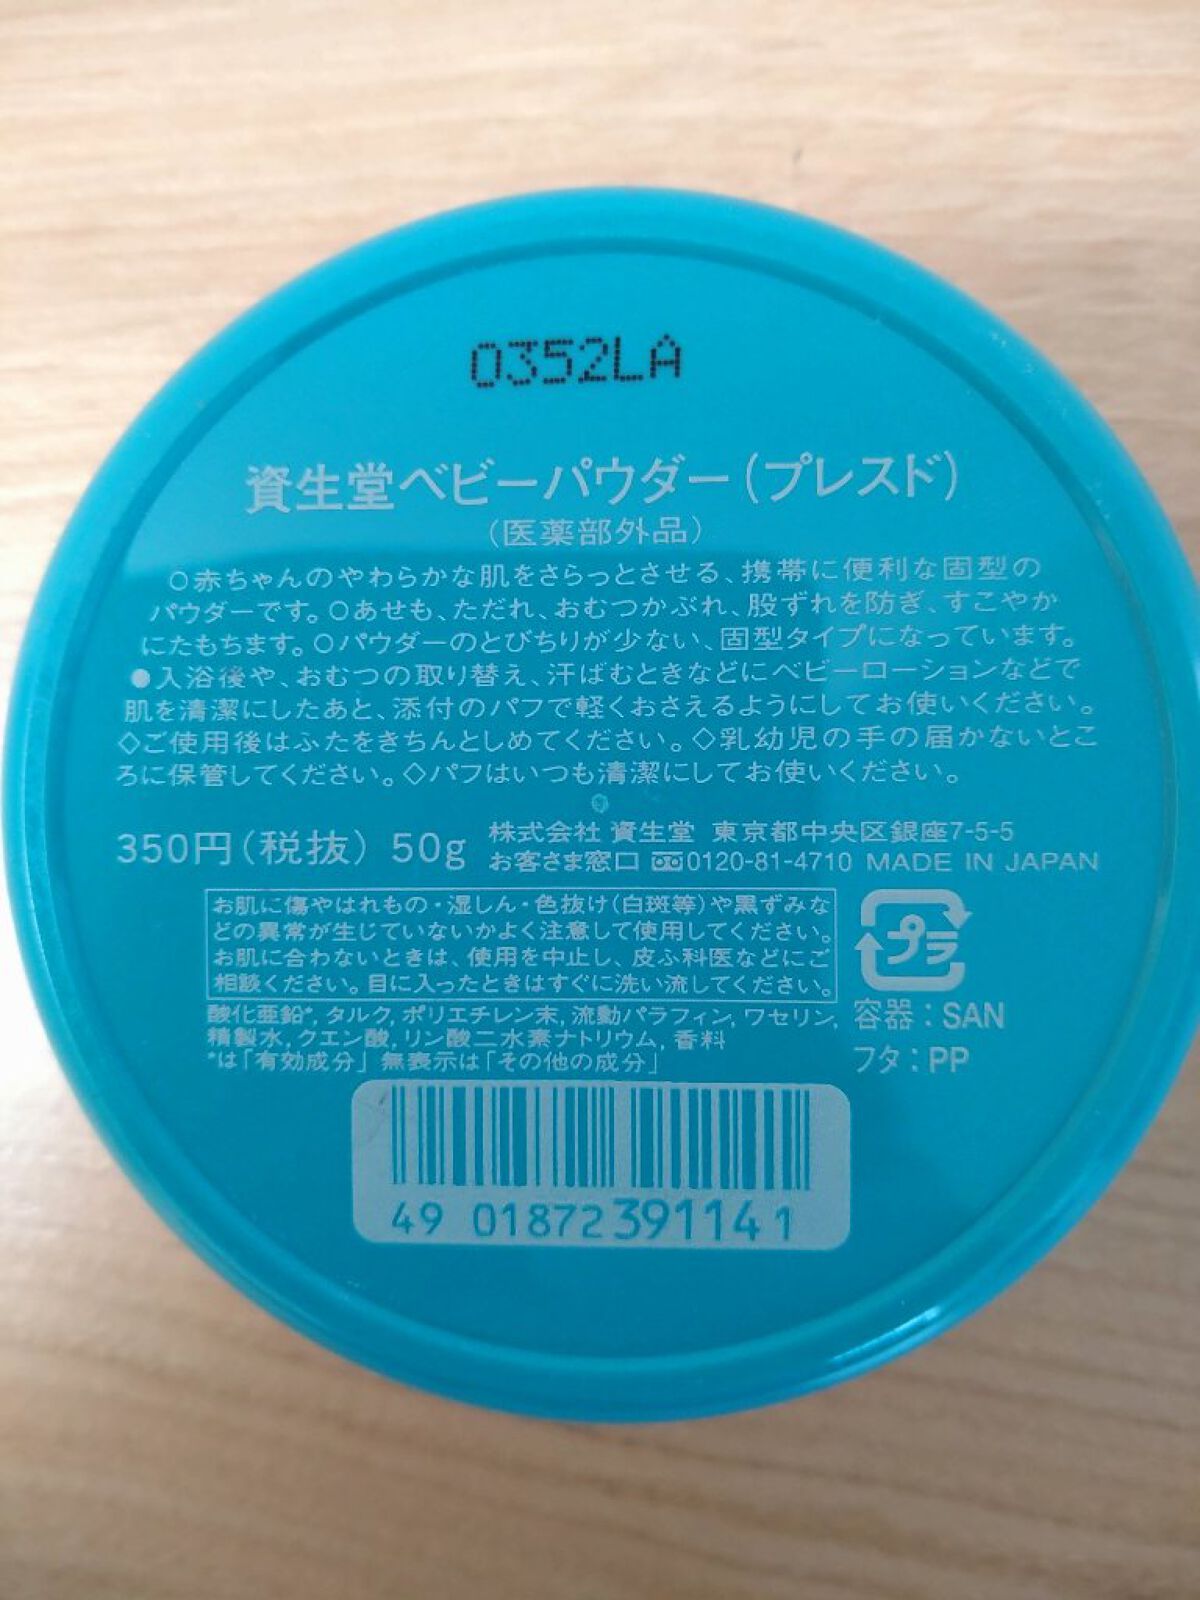 0352LA
資生堂ベビーパウダー(プレスド)
(医薬部外品)
○赤ちゃんのやわらかな肌をさらっとさせる、携帯に便利な固型の
パウダーです。○あせも、ただれ、おむつかぶれ、股ずれを防ぎ、すこやか
にたもちます。○パウダーのとびちりが少ない、固型タイプになっています。
●入浴後や、おむつの取り替え、汗ばむときなどにベビーローションなどで
肌を清潔にしたあと、添付のパフで軽くおさえるようにしてお使いください。
◇ご使用後はふたをきちんとしめてください。◇乳幼児の手の届かないとこ
ろに保管してください。◇パフはいつも清潔にしてお使いください。
350円(税抜) 50g
株式会社 資生堂 東京都中央区銀座7-5-5
お客さま窓口 0120-81-4710 MADE IN JAPAN
お肌に傷やはれもの・湿しん・色抜け(白斑等)や黒ずみな
どの異常が生じていないかよく注意して使用してください。
お肌に合わないときは、使用を中止し、皮ふ科医などにご
相談ください。目に入ったときはすぐに洗い流してください。
プラ
容器:SAN
フタ:PP
酸化亜鉛*, タルク, ポリエチレン末, 流動パラフィン, ワセリン,
精製水, クエン酸, リン酸二水素ナトリウム, 香料
*は「有効成分」 無表示は「その他の成分」
49 01872 39114 1